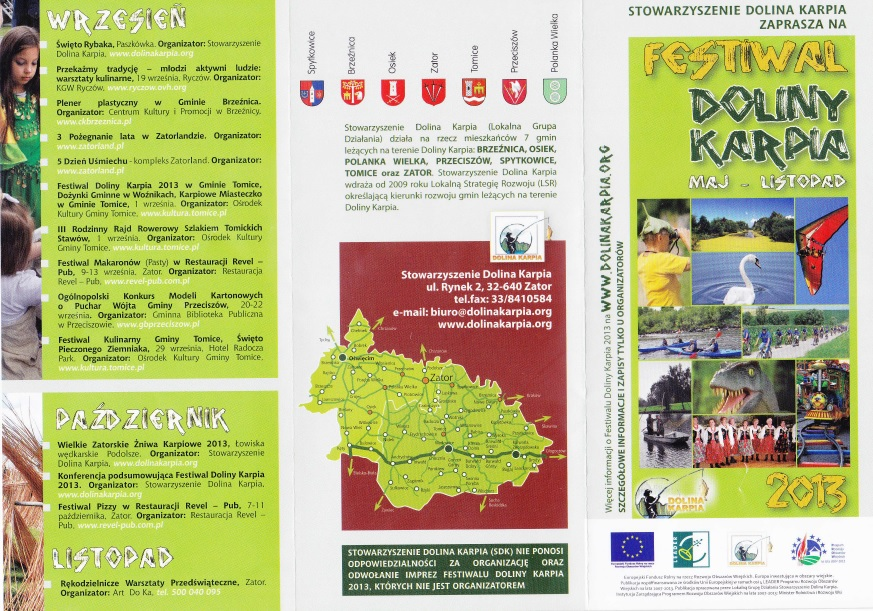 WRZESIEŃ
Święto Rybaka, Paszkówka. Organizator: Stowarzyszenie
Dolina Karpia. www.dolinakarpia.org
Przekażmy tradycję – młodzi aktywni ludzie:
warsztaty kulinarne, 19 września, Ryczów. Organizator:
KGW Ryczów. www.ryczow.ovh.org
Plener plastyczny w Gminie Brzeźnica.
Organizator: Centrum Kultury i Promocji w Brzeźnicy,
www.ckbrzeznica.pl
3 Pożegnanie lata w Zatorlandzie. Organizator:
www.zatorland.pl
5 Dzień Uśmiechu - kompleks Zatorland. Organizator:
www.zatorland.pl
Festiwal Doliny Karpia 2013 w Gminie Tomice,
Dożynki Gminne w Woźnikach, Karpiowe Miasteczko
w Gminie Tomice, 1 września. Organizator: Ośrodek
Kultury Gminy Tomice. www.kultura.tomice.pl
III Rodzinny Rajd Rowerowy Szlakiem Tomickich
Stawów, 1 września. Organizator: Ośrodek Kultury
Gminy Tomice. www.kultura.tomice.pl
Festiwal Makaronów (Pasty) w Restauracji Revel –
Pub, 9-13 września, Zator. Organizator: Restauracja
Revel – Pub. www.revel-pub.com.pl
Ogólnopolski Konkurs Modeli Kartonowych
o Puchar Wójta Gminy Przeciszów, 20-22
września. Organizator: Gminna Biblioteka Publiczna
w Przeciszowie. www.gbprzeciszow.pl
Festiwal Kulinarny Gminy Tomice, Święto
Pieczonego Ziemniaka, 29 września, Hotel Radocza
Park. Organizator: Ośrodek Kultury Gminy Tomice.
www.kultura.tomice.pl
PAŹDZIERNIK
Wielkie Zatorskie Żniwa Karpiowe 2013, Łowiska
wędkarskie Podolsze. Organizator: Stowarzyszenie
Dolina Karpia, www.dolinakarpia.org
Konferencja podsumowująca Festiwal Doliny Karpia
2013. Organizator: Stowarzyszenie Dolina Karpia,
www.dolinakarpia.org
Festiwal Pizzy w Restauracji Revel – Pub, 7-11
października, Zator. Organizator: Restauracja Revel –
Pub. www.revel-pub.com.pl
LISTOPAD
Rękodzielnicze Warsztaty Przedświąteczne, Zator.
Organizator: Art Do Ka. tel. 500 040 095
Spytkowice
Brzeźnica
Osiek
Zator
Tomice
Przeciszów
Polanka Wielka
Stowarzyszenie Dolina Karpia (Lokalna Grupa
Działania) działa na rzecz mieszkańców 7 gmin
leżących na terenie Doliny Karpia: BRZEŹNICA, OSIEK,
POLANKA WIELKA, PRZECISZÓW, SPYTKOWICE,
TOMICE oraz ZATOR. Stowarzyszenie Dolina Karpia
wdraża od 2009 roku Lokalną Strategię Rozwoju (LSR)
określającą kierunki rozwoju gmin leżących na terenie
Doliny Karpia.
DOLINA KARPIA
Stowarzyszenie Dolina Karpia
ul. Rynek 2, 32-640 Zator
tel.fax: 33/8410584
e-mail: biuro@dolinakarpia.org
www.dolinakarpia.org
Oświęcim
Zator
STOWARZYSZENIE DOLINA KARPIA (SDK) NIE PONOSI
ODPOWIEDZIALNOŚCI ZA ORGANIZACJĘ ORAZ
ODWOŁANIE IMPREZ FESTIWALU DOLINY KARPIA
2013, KTÓRYCH NIE JEST ORGANIZATOREM
STOWARZYSZENIE DOLINA KARPIA
ZAPRASZA NA
FESTIWAL
DOLINY
KARPIA
MAJ - LISTOPAD
Więcej informacji o Festiwalu Doliny Karpia 2013 na WWW.DOLINAKARPIA.ORG
SZCZEGÓŁOWE INFORMACJE I ZAPISY TYLKO U ORGANIZATORÓW
DOLINA
KARPIA
2013